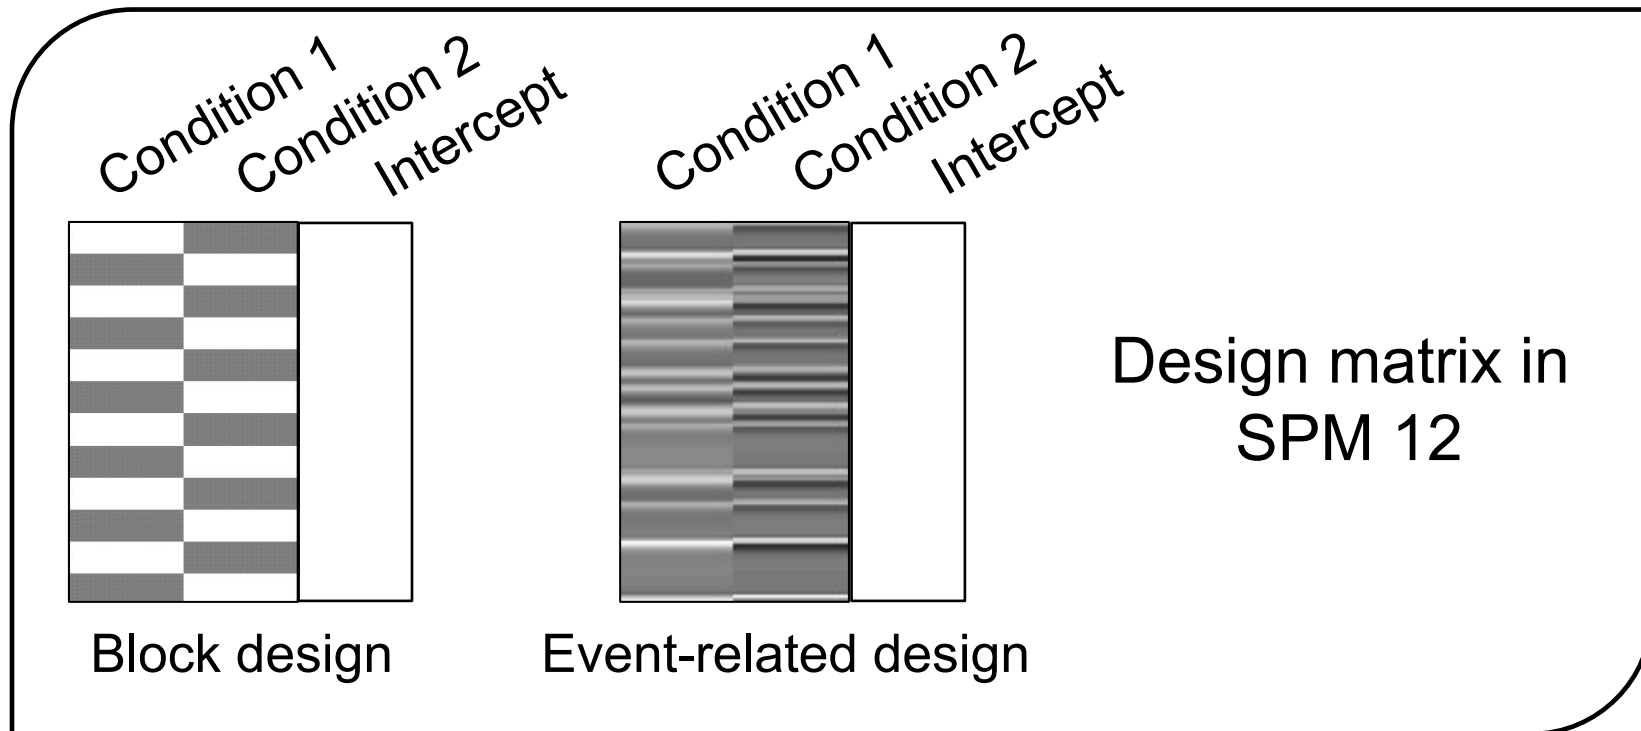 Condition 1
Condition 2
Intercept
Condition 1
Condition 2
Intercept
Design matrix in
SPM 12
Block design
Event-related design